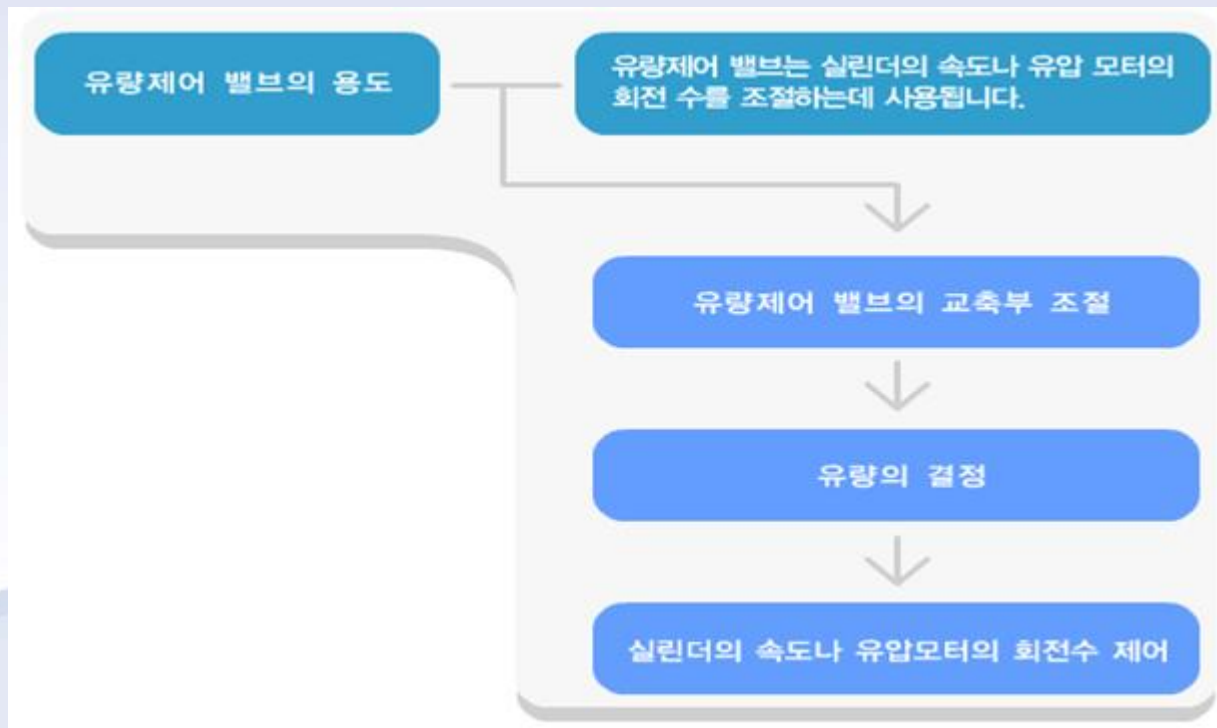 유량제어 밸브의 용도
유량제어 밸브는 실린더의 속도나 유압 모터의
회전 수를 조절하는데 사용됩니다.
유량제어 밸브의 교축부 조절
유량의 결정
실린더의 속도나 유압모터의 회전수 제어